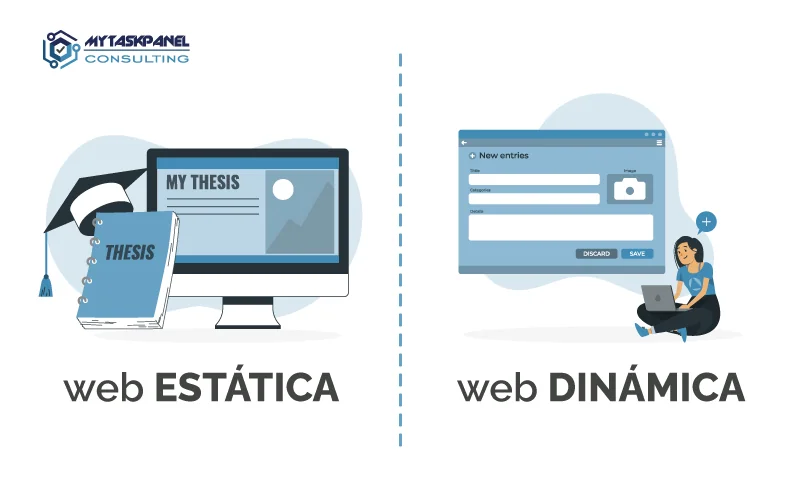 MYTASKPANEL
CONSULTING
MY THESIS
THESIS
web ESTÁTICA
New entries
Title
Image
Categories
Details
DISCARD
SAVE
web DINÁMICA